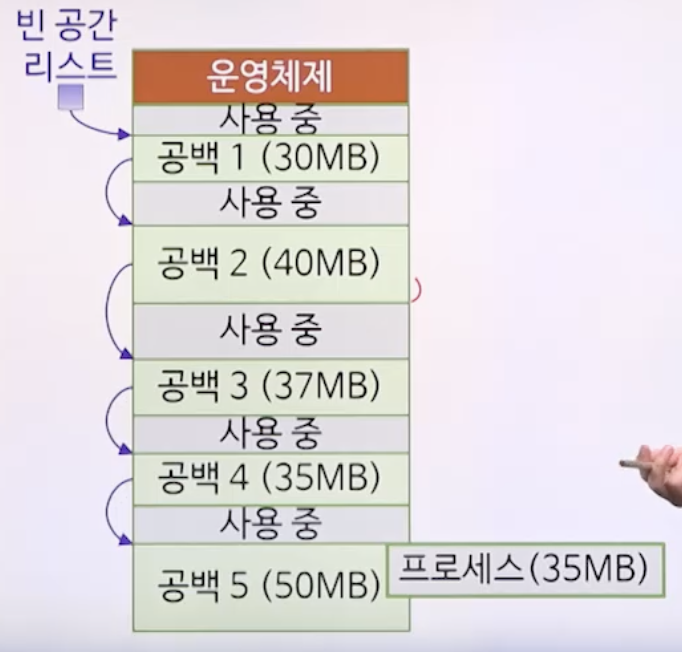 빈 공간
리스트
운영체제
사용 중
공백 1 (30MB)
사용 중
공백 2 (40MB)
사용 중
공백 3 (37MB)
사용 중
공백 4 (35MB)
사용 중
공백 5 (50MB)
프로세스(35MB)